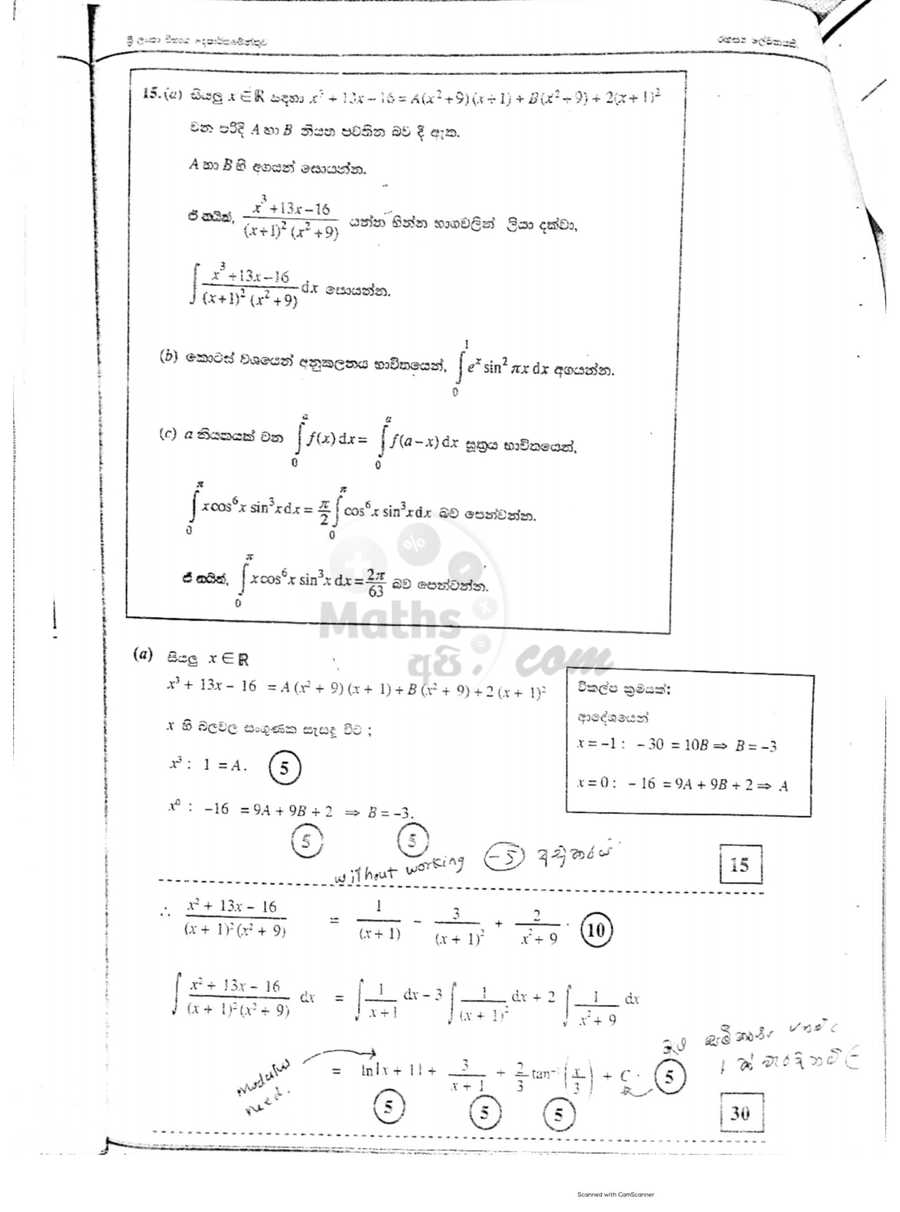 ශ්‍රී ලංකා විභාග දෙපාර්තමේන්තුව රහස්‍ය ලේඛනයකි.
15.(a) සියලු x ∈ ℝ සඳහා x³ + 13x − 16 = A(x²+9)(x+1) + B(x²+9) + 2(x+1)²
වන පරිදි A හා B නියත පවතින බව දී ඇත.
A හා B හි අගයන් සොයන්න.
ඒ නයින්, (x³+13x−16)/((x+1)²(x²+9)) යන්න භින්න භාගවලින් ලියා දක්වා,
∫ (x³+13x−16)/((x+1)²(x²+9)) dx සොයන්න.
(b) කොටස් වශයෙන් අනුකලනය භාවිතයෙන්, ∫₀¹ eˣ sin² πx dx අගයන්න.
(c) a නියතයක් වන ∫₀ᵃ f(x) dx = ∫₀ᵃ f(a−x) dx සූත්‍රය භාවිතයෙන්,
∫₀^π x cos⁶x sin³x dx = π/2 ∫₀^π cos⁶x sin³x dx බව පෙන්වන්න.
ඒ නයින්, ∫₀^π x cos⁶x sin³x dx = 2π/63 බව පෙන්වන්න.
Maths
අපි.com
(a) සියලු x ∈ ℝ
x³ + 13x − 16 = A(x² + 9)(x + 1) + B(x² + 9) + 2(x + 1)²
x හි බලවල සංගුණක සැසඳූ විට ;
x³ : 1 = A. 5
x⁰ : −16 = 9A + 9B + 2 ⇒ B = −3.
5 5
විකල්ප ක්‍රමයක්:
ආදේශයෙන්
x = −1 : −30 = 10B ⇒ B = −3
x = 0 : −16 = 9A + 9B + 2 ⇒ A
without working −5
15
∴ (x² + 13x − 16)/((x + 1)²(x² + 9)) = 1/(x + 1) − 3/(x + 1)² + 2/(x² + 9) . 10
∫ (x² + 13x − 16)/((x + 1)²(x² + 9)) dx = ∫ 1/(x+1) dx − 3 ∫ 1/(x + 1)² dx + 2 ∫ 1/(x² + 9) dx
= ln|x + 1| + 3/(x + 1) + 2/3 tan⁻¹ (x/3) + C . 5
modulus
need.
5 5 5
30
Scanned with CamScanner